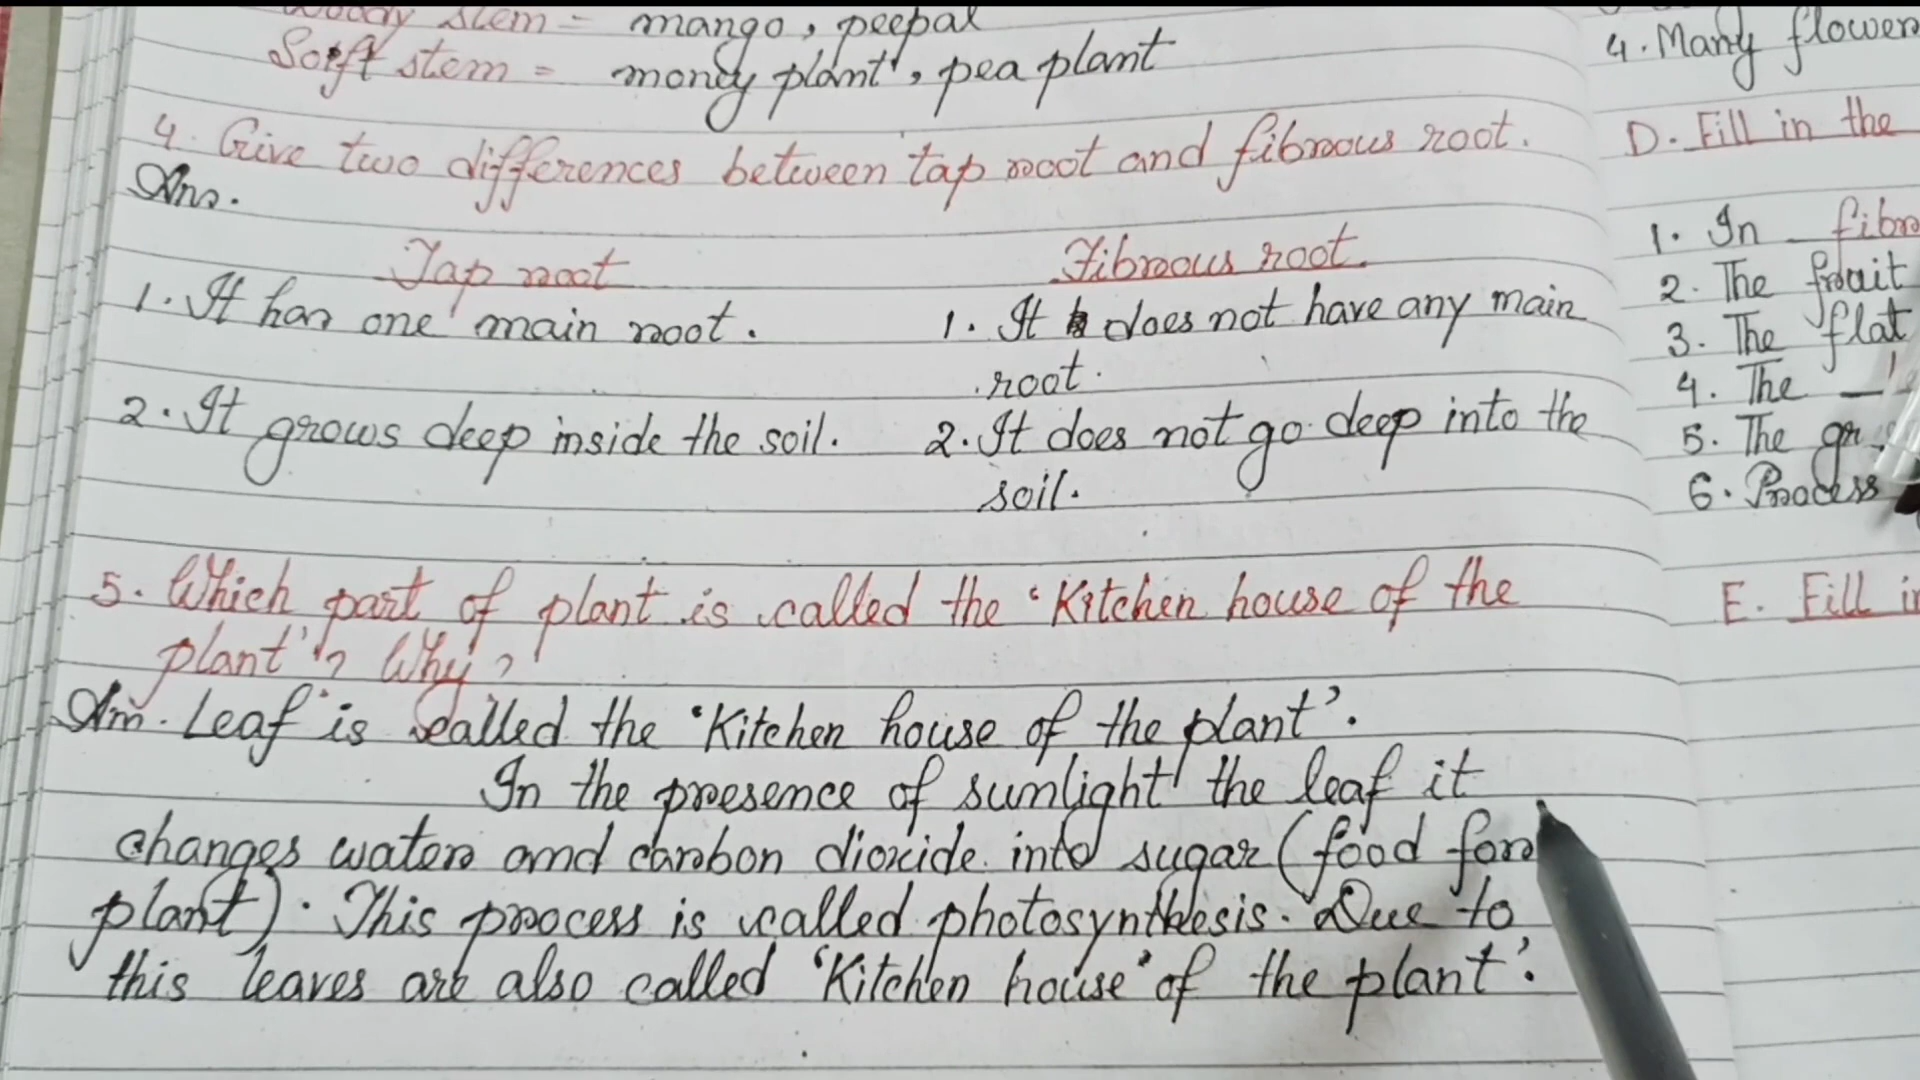 Woody stem = mango, peepal
Soft stem = money plant, pea plant
4. Give two differences between tap root and fibrous root.
Ans.
Tap root
Fibrous root
1. It has one main root.
1. It does not have any main
root.
2. It grows deep inside the soil.
2. It does not go deep into the
soil.
5. Which part of plant is called the 'Kitchen house of the
plant'? Why?
Ans. Leaf is called the 'Kitchen house of the plant'.
In the presence of sunlight the leaf it
changes water and carbon dioxide into sugar (food for
plant). This process is called photosynthesis. Due to
this leaves are also called 'Kitchen house' of the plant'.
4. Many flower
D. Fill in the
1. In fibro
2. The fruit
3. The flat
4. The
5. The
6. Process
E. Fill in